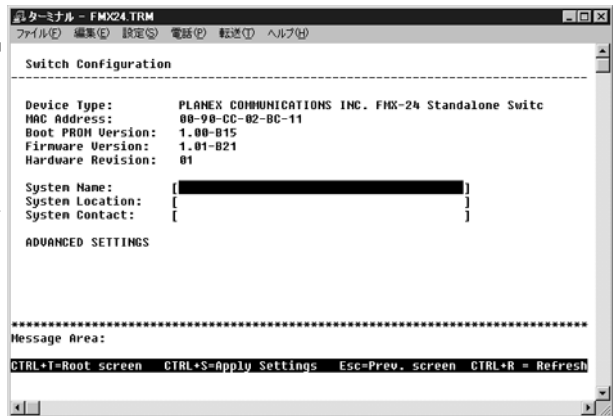 ターミナル - FMX24.TRM
ファイル(F) 編集(E) 設定(S) 電話(P) 転送(T) ヘルプ(H)
Switch Configuration
Device Type: PLANEX COMMUNICATIONS INC. FMX-24 Standalone Switc
MAC Address: 00-90-CC-02-BC-11
Boot PROM Version: 1.00-B15
Firmware Version: 1.01-B21
Hardware Revision: 01
System Name: [ ]
System Location: [ ]
System Contact: [ ]
ADVANCED SETTINGS
********************************************************************************
Message Area:
CTRL+T=Root screen CTRL+S=Apply Settings Esc=Prev. screen CTRL+R = Refresh